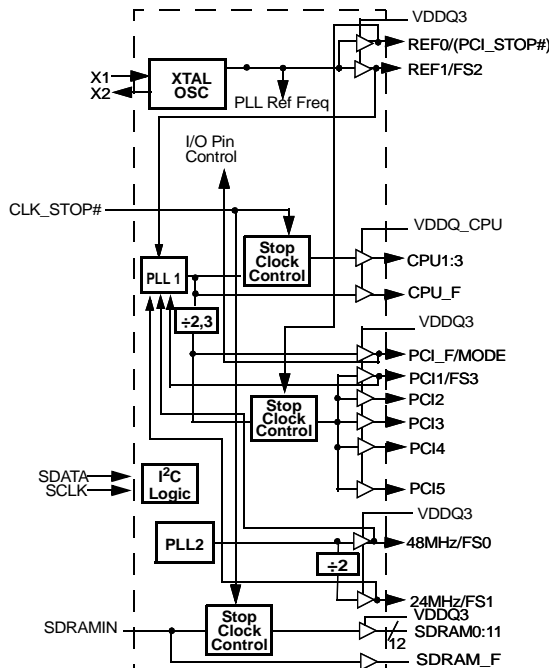 VDDQ3
REF0/(PCI_STOP#)
X1
X2
XTAL
OSC
REF1/FS2
PLL Ref Freq
I/O Pin
Control
CLK_STOP#
VDDQ_CPU
Stop
Clock
Control
CPU1:3
PLL 1
CPU_F
÷2,3
VDDQ3
PCI_F/MODE
PCI1/FS3
PCI2
Stop
Clock
Control
PCI3
PCI4
SDATA
SCLK
I2C
Logic
PCI5
VDDQ3
PLL2
48MHz/FS0
÷2
24MHz/FS1
VDDQ3
SDRAMIN
Stop
Clock
Control
SDRAM0:11
12
SDRAM_F